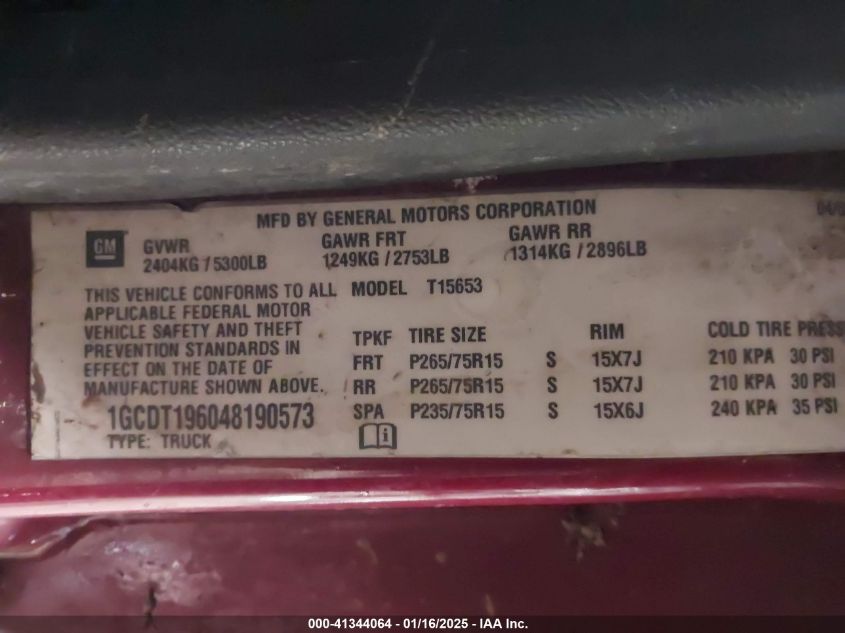 MFD BY GENERAL MOTORS CORPORATION
GM
GVWR GAWR FRT GAWR RR
2404KG / 5300LB 1249KG / 2753LB 1314KG / 2896LB
THIS VEHICLE CONFORMS TO ALL
APPLICABLE FEDERAL MOTOR
VEHICLE SAFETY AND THEFT
PREVENTION STANDARDS IN
EFFECT ON THE DATE OF
MANUFACTURE SHOWN ABOVE.
1GCDT196048190573
TYPE: TRUCK
MODEL T15653
TPKF TIRE SIZE RIM COLD TIRE PRESS
FRT P265/75R15 S 15X7J 210 KPA 30 PSI
RR P265/75R15 S 15X7J 210 KPA 30 PSI
SPA P235/75R15 S 15X6J 240 KPA 35 PSI
000-41344064 - 01/16/2025 - IAA Inc.